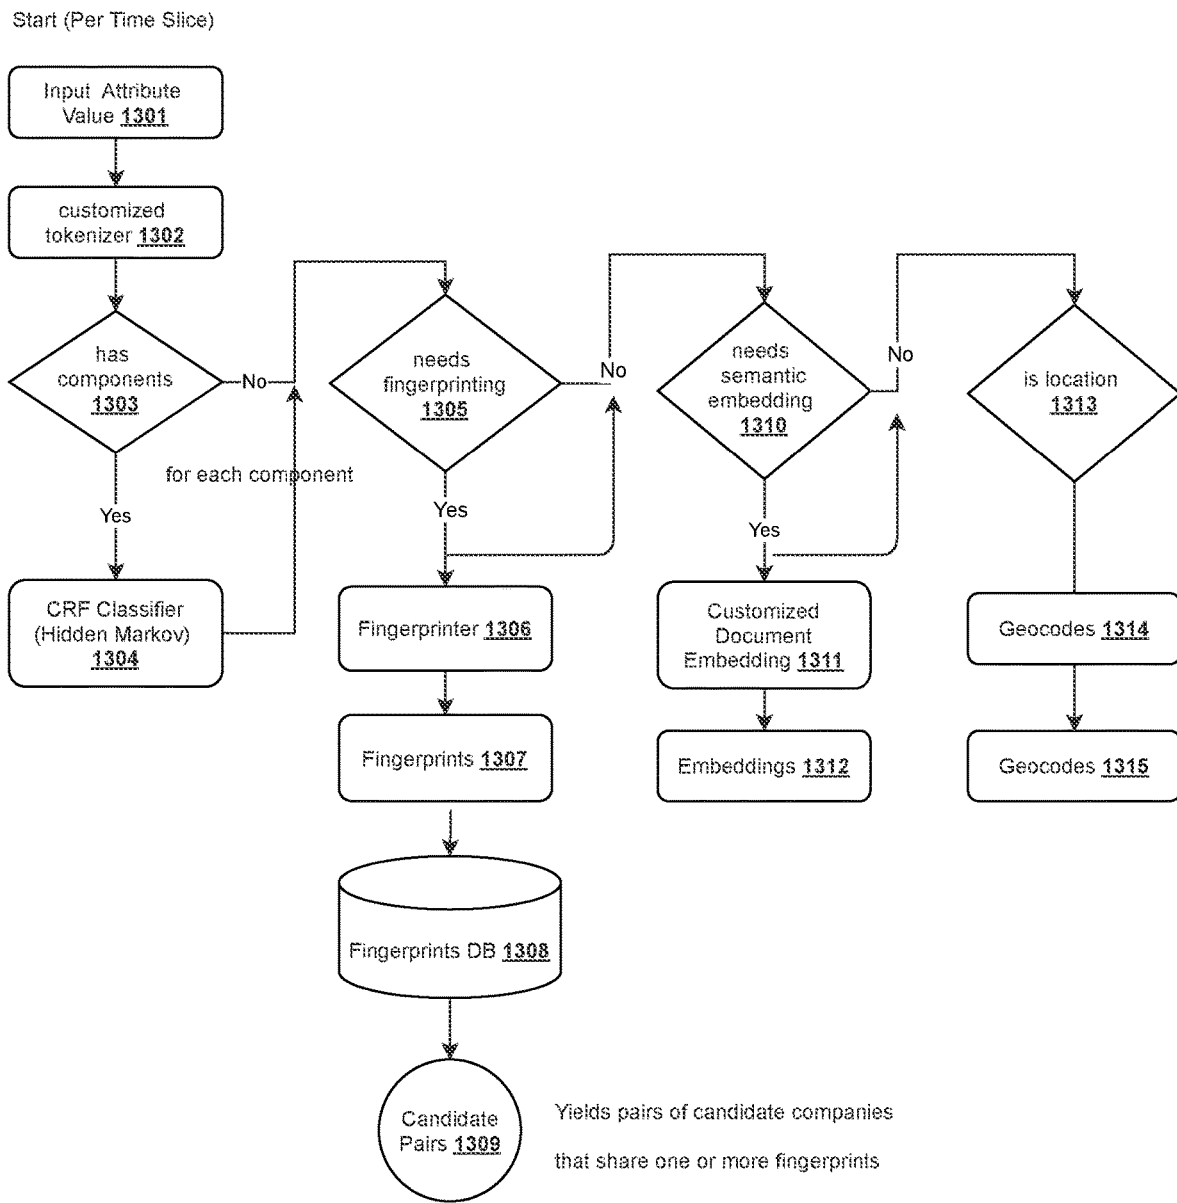 Start (Per Time Slice)
Input Attribute
Value 1301
customized
tokenizer 1302
has
components
1303
No
for each component
Yes
CRF Classifier
(Hidden Markov)
1304
needs
fingerprinting
1305
No
Yes
Fingerprinter 1306
Fingerprints 1307
Fingerprints DB 1308
Candidate
Pairs 1309
Yields pairs of candidate companies
that share one or more fingerprints
needs
semantic
embedding
1310
No
Yes
Customized
Document
Embedding 1311
Embeddings 1312
is location
1313
Geocodes 1314
Geocodes 1315